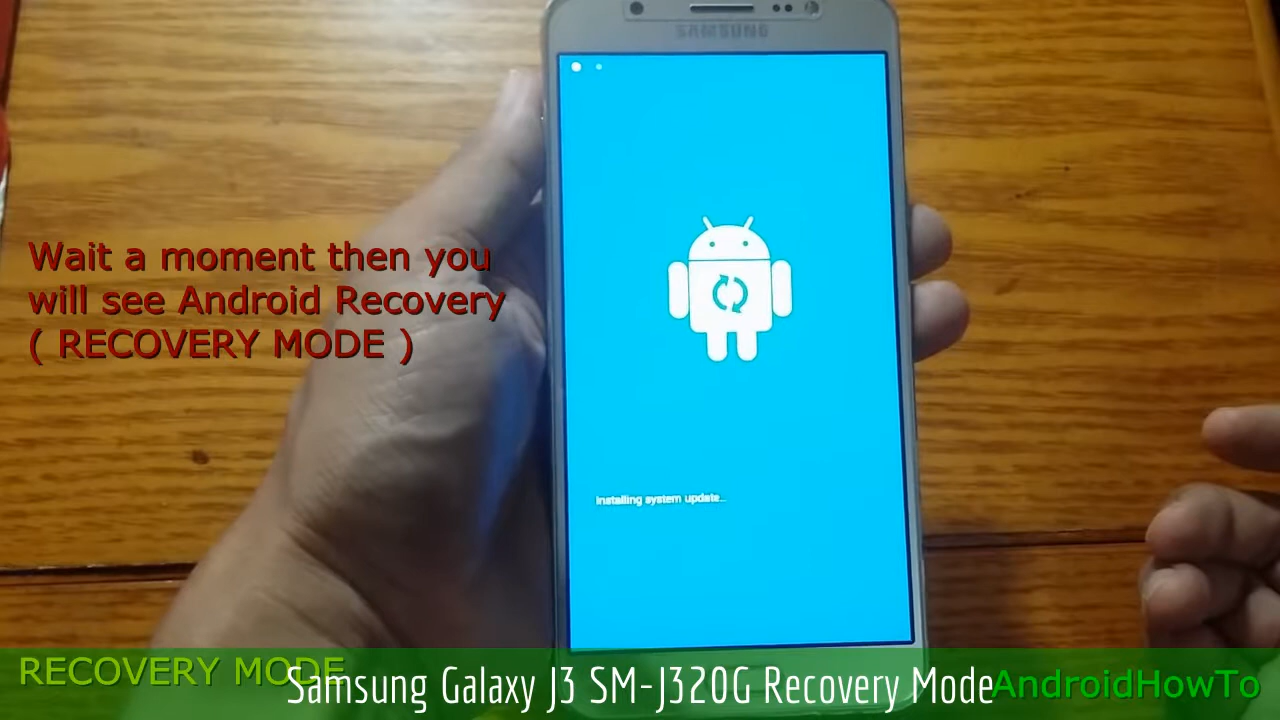 SAMSUNG
Wait a moment then you
will see Android Recovery
( RECOVERY MODE )
Installing system update...
RECOVERY MODE
Samsung Galaxy J3 SM-J320G Recovery Mode
AndroidHowTo